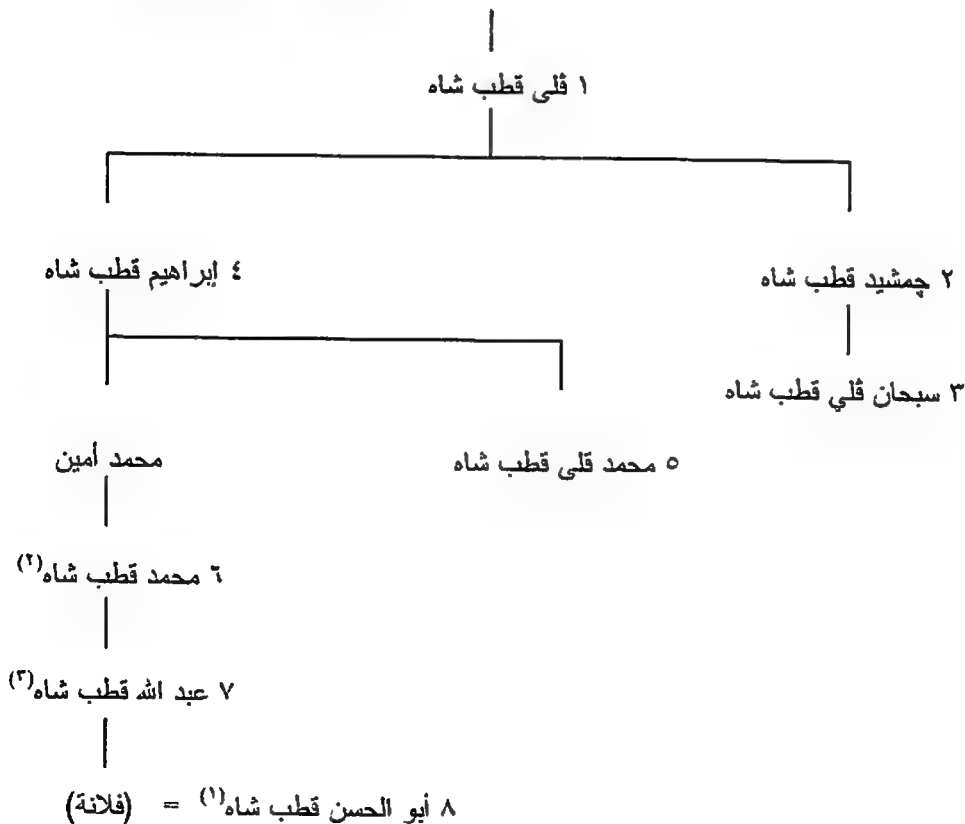 ١ قلى قطب شاه
٢ چمشيد قطب شاه
٤ إبراهيم قطب شاه
٣ سبحان قلي قطب شاه
٥ محمد قلى قطب شاه
محمد أمين
٦ محمد قطب شاه(٢)
٧ عبد الله قطب شاه(٣)
٨ أبو الحسن قطب شاه(١) = (فلانة)